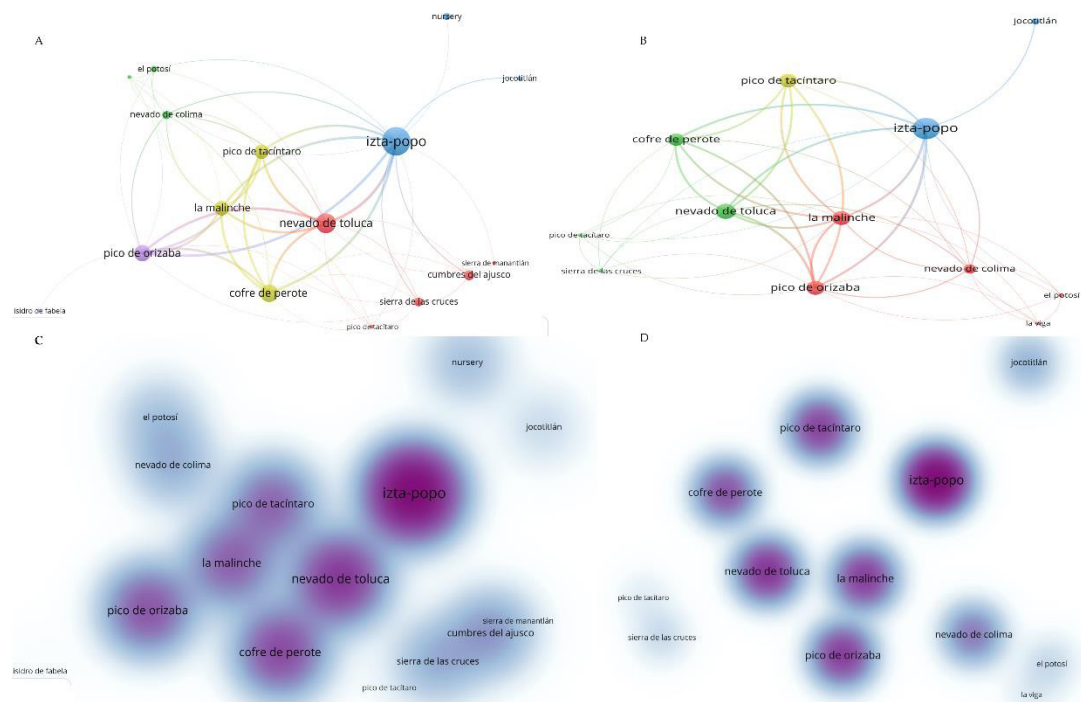 A
nursery
jocotitlán
el potosí
nevado de colima
izta-popo
pico de tacíntaro
la malinche
nevado de toluca
pico de orizaba
sierra de manantlán
cumbres del ajusco
cofre de perote
sierra de las cruces
isidro de fabela
pico de tacítaro
B
jocotitlán
pico de tacíntaro
izta-popo
cofre de perote
nevado de toluca
la malinche
pico de tacítaro
sierra de las cruces
nevado de colima
pico de orizaba
el potosí
la viga
C
nursery
el potosí
jocotitlán
nevado de colima
izta-popo
pico de tacíntaro
la malinche
nevado de toluca
pico de orizaba
sierra de manantlán
cumbres del ajusco
cofre de perote
sierra de las cruces
isidro de fabela
pico de tacítaro
D
jocotitlán
pico de tacíntaro
izta-popo
cofre de perote
nevado de toluca
la malinche
pico de tacítaro
sierra de las cruces
nevado de colima
pico de orizaba
el potosí
la viga